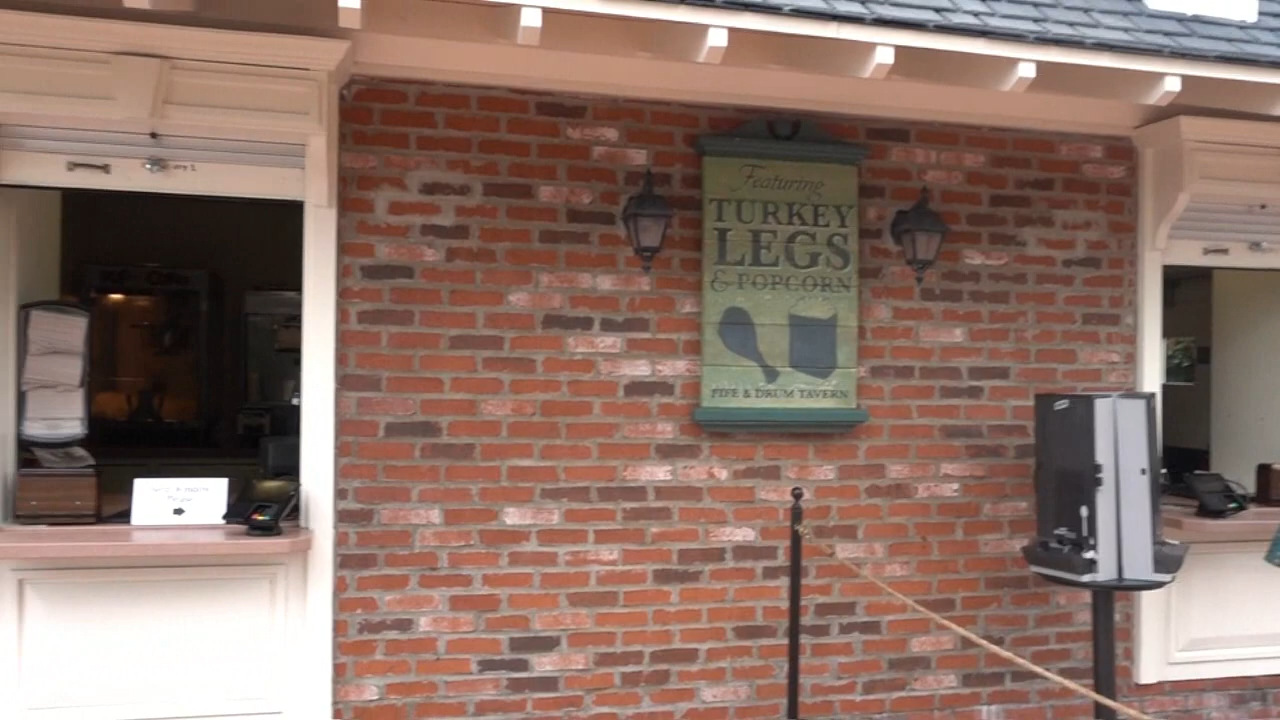 Featuring
TURKEY
LEGS
& POPCORN
FIFE & DRUM TAVERN